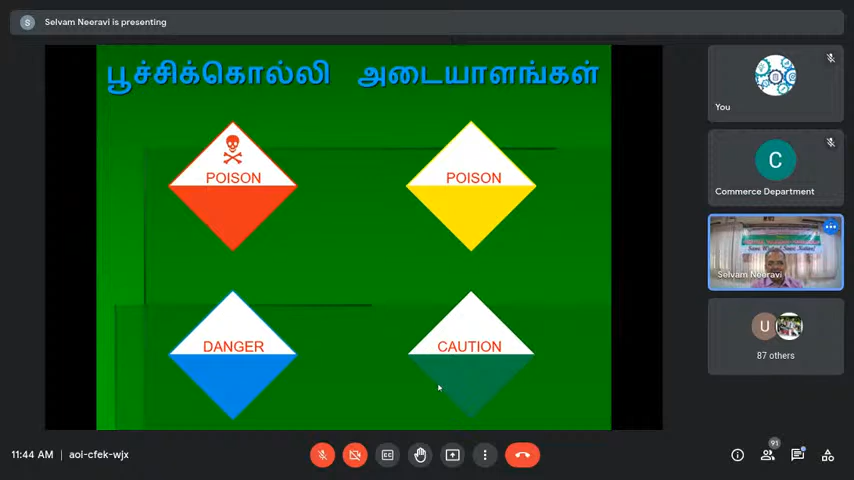 Selvam Neeravi is presenting
S
பூச்சிக்கொல்லி அடையாளங்கள்
POISON
POISON
DANGER
CAUTION
You
C
Commerce Department
Selvam Neeravi
U
87 others
11:44 AM | aoi-cfek-wjx
CC
91